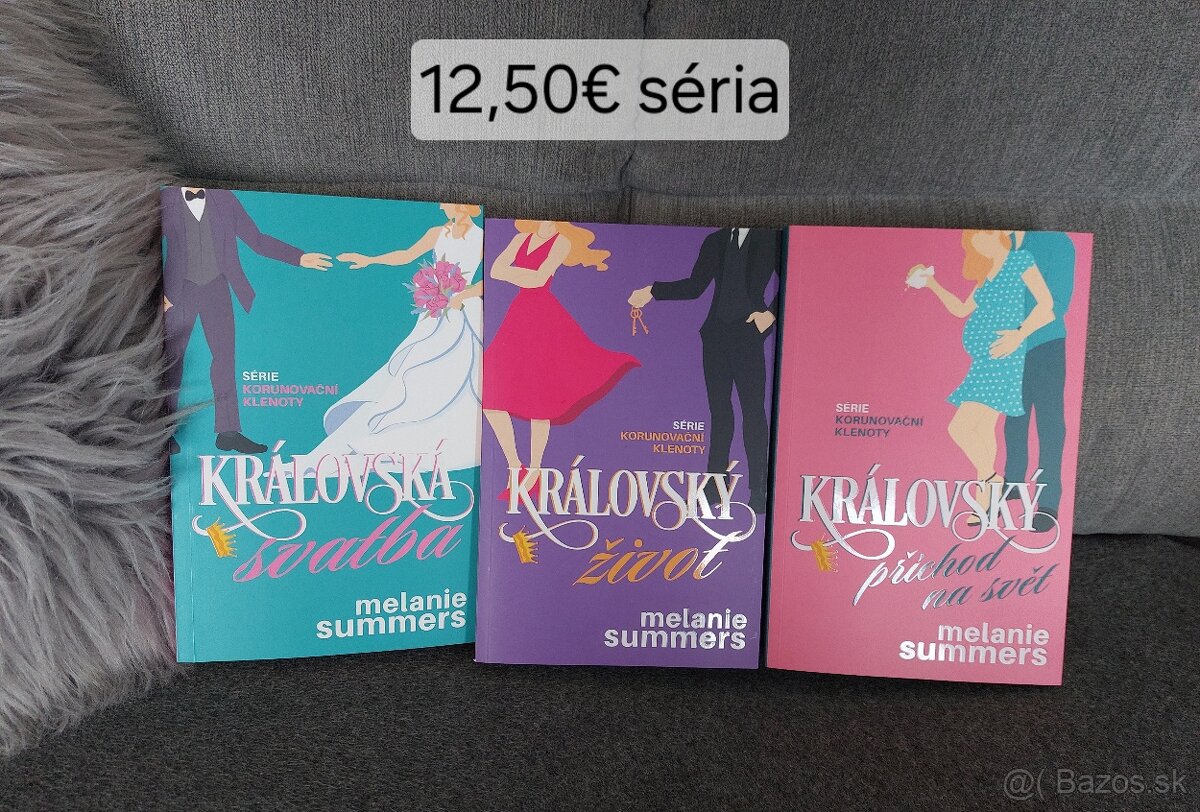 12,50€ séria
SÉRIE
KORUNOVAČNÍ
KLENOTY
KRÁLOVSKÁ
svatba
melanie
summers
SÉRIE
KORUNOVAČNÍ
KLENOTY
KRÁLOVSKÝ
život
melanie
summers
SÉRIE
KORUNOVAČNÍ
KLENOTY
KRÁLOVSKÝ
příchod
na svět
melanie
summers
@( Bazos.sk